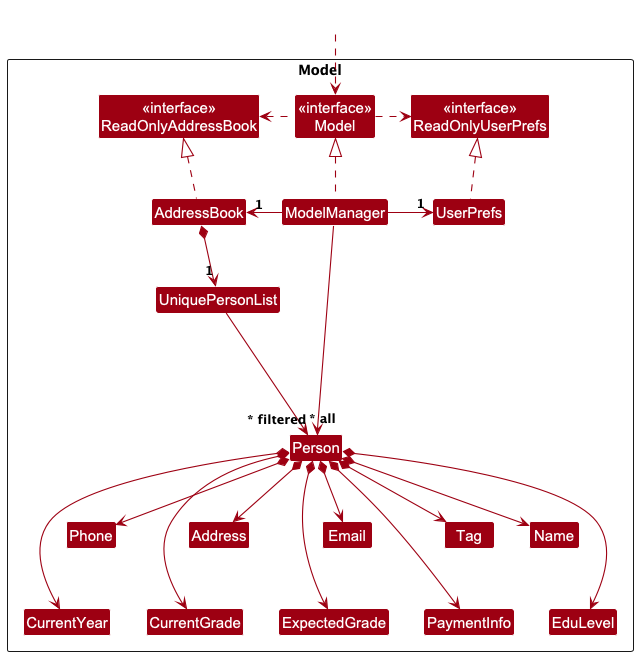 Model
«interface»
ReadOnlyAddressBook
«interface»
Model
«interface»
ReadOnlyUserPrefs
AddressBook
1
ModelManager
1
UserPrefs
1
UniquePersonList
* filtered
* all
Person
Phone
Address
Email
Tag
Name
CurrentYear
CurrentGrade
ExpectedGrade
PaymentInfo
EduLevel